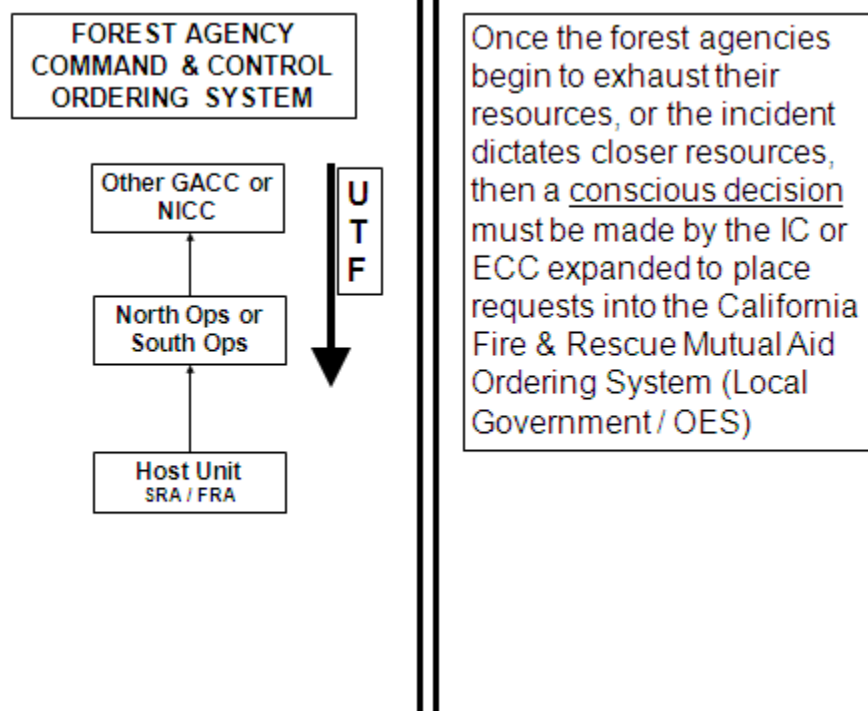 FOREST AGENCY
COMMAND & CONTROL
ORDERING SYSTEM
Other GACC or
NICC
U
T
F
North Ops or
South Ops
Host Unit
SRA / FRA
Once the forest agencies
begin to exhaust their
resources, or the incident
dictates closer resources,
then a conscious decision
must be made by the IC or
ECC expanded to place
requests into the California
Fire & Rescue Mutual Aid
Ordering System (Local
Government / OES)